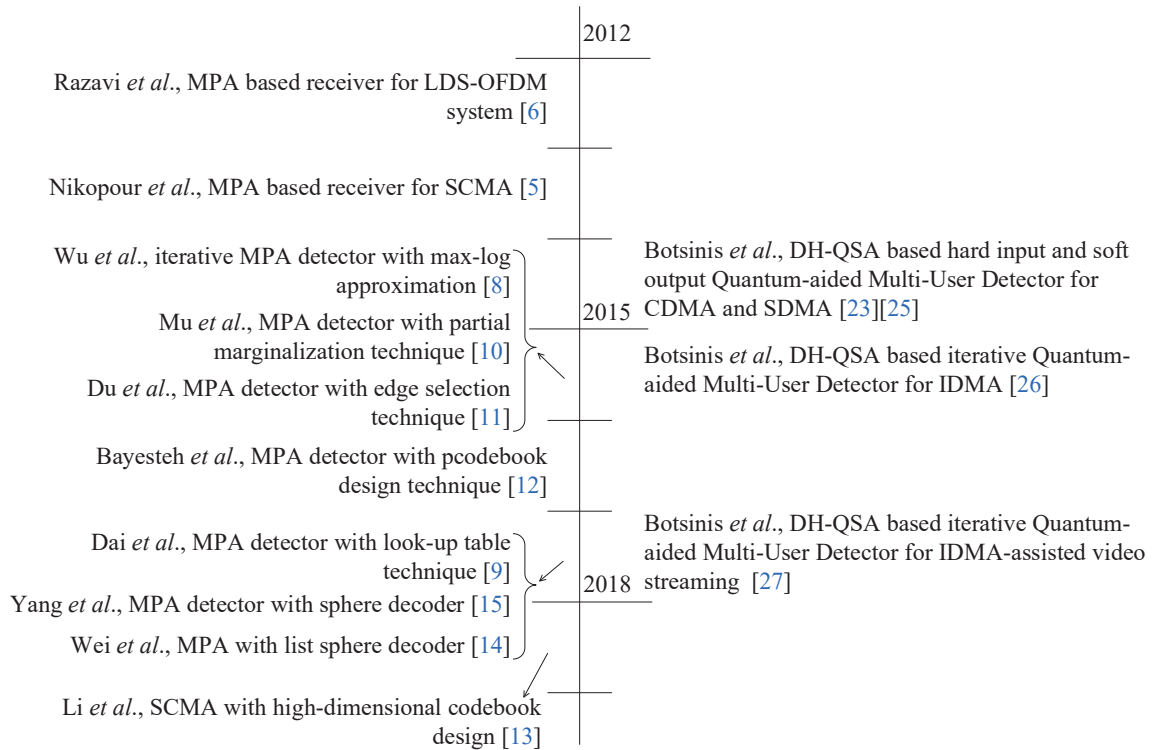 2012
Razavi et al., MPA based receiver for LDS-OFDM
system [6]
Nikopour et al., MPA based receiver for SCMA [5]
Wu et al., iterative MPA detector with max-log
approximation [8]
Mu et al., MPA detector with partial
marginalization technique [10]
Du et al., MPA detector with edge selection
technique [11]
Botsinis et al., DH-QSA based hard input and soft
output Quantum-aided Multi-User Detector for
CDMA and SDMA [23][25]
2015
Botsinis et al., DH-QSA based iterative Quantum-
aided Multi-User Detector for IDMA [26]
Bayesteh et al., MPA detector with pcodebook
design technique [12]
Dai et al., MPA detector with look-up table
technique [9]
Yang et al., MPA detector with sphere decoder [15]
Wei et al., MPA with list sphere decoder [14]
Botsinis et al., DH-QSA based iterative Quantum-
aided Multi-User Detector for IDMA-assisted video
streaming [27]
2018
Li et al., SCMA with high-dimensional codebook
design [13]